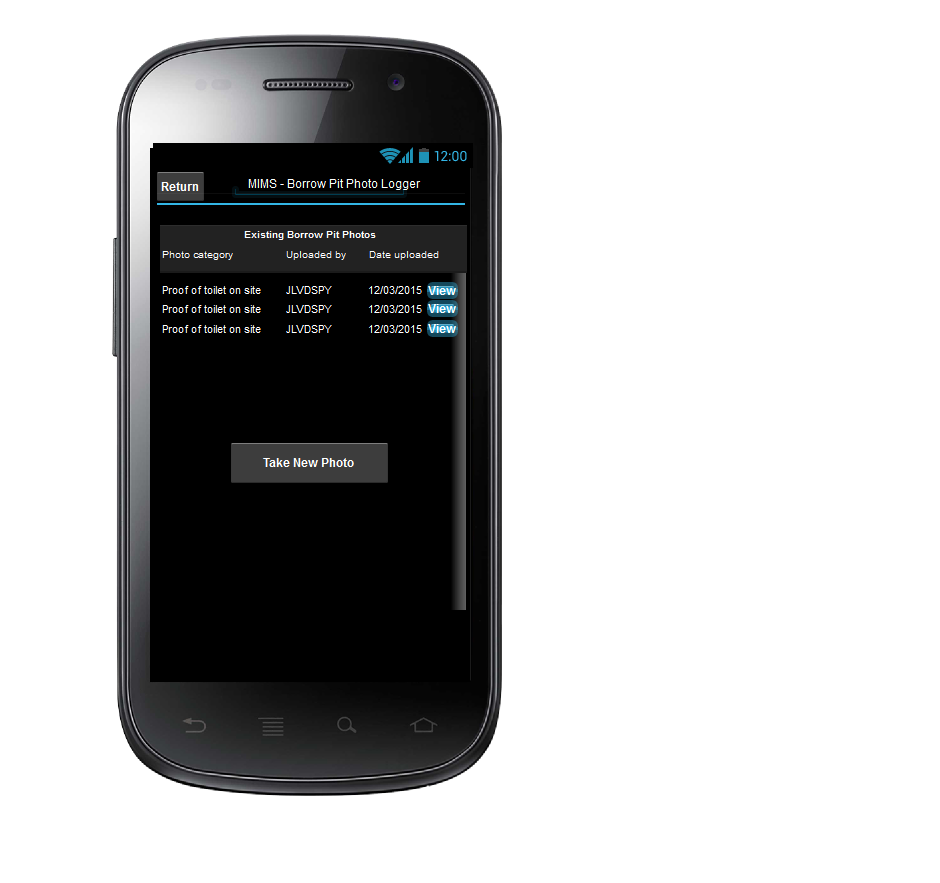 12:00
Return MIMS - Borrow Pit Photo Logger
Existing Borrow Pit Photos
Photo category Uploaded by Date uploaded
Proof of toilet on site JLVDSPY 12/03/2015 View
Proof of toilet on site JLVDSPY 12/03/2015 View
Proof of toilet on site JLVDSPY 12/03/2015 View
Take New Photo